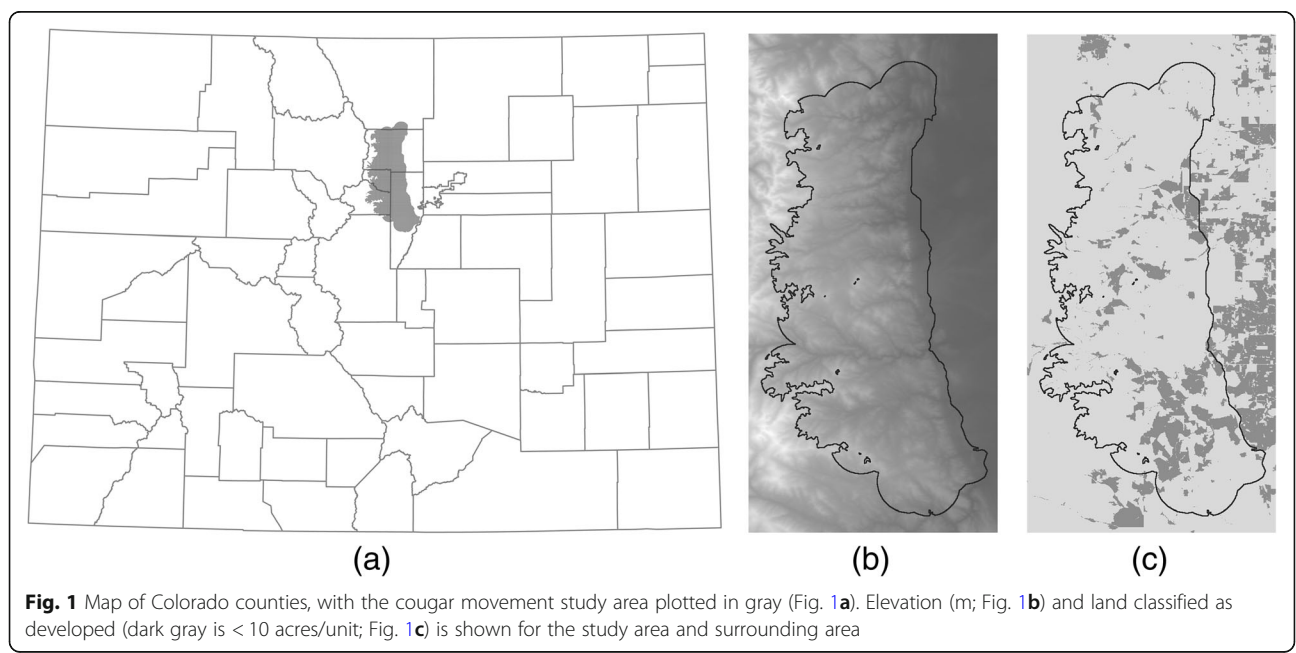 (a)
(b)
(c)
Fig. 1 Map of Colorado counties, with the cougar movement study area plotted in gray (Fig. 1a). Elevation (m; Fig. 1b) and land classified as
developed (dark gray is < 10 acres/unit; Fig. 1c) is shown for the study area and surrounding area